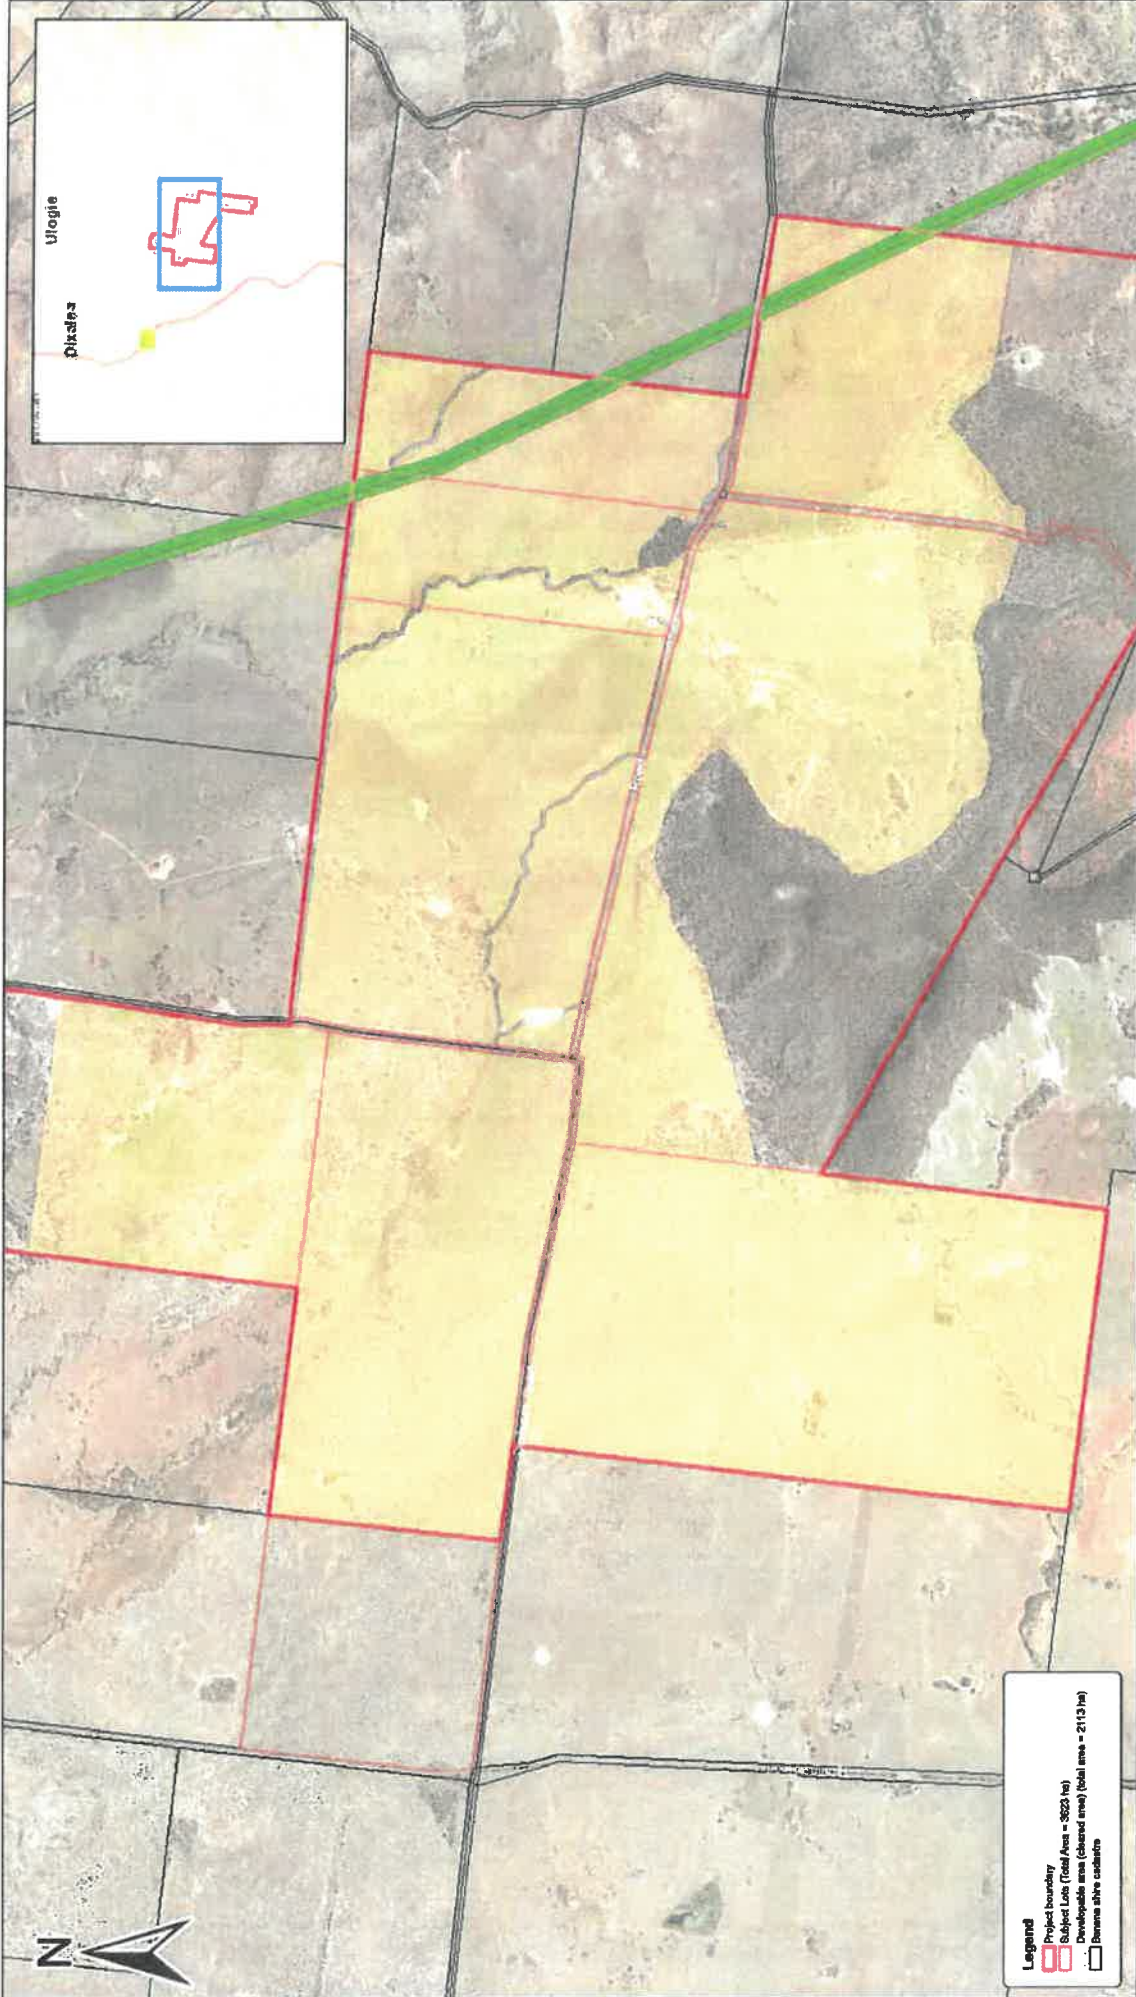 Ulogie
Dixalea
N
Legend
Project boundary
Subject Lots (Total Area = 3623 ha)
Developable area (cleared area) (total area = 2113 ha)
Banana shire cadastre